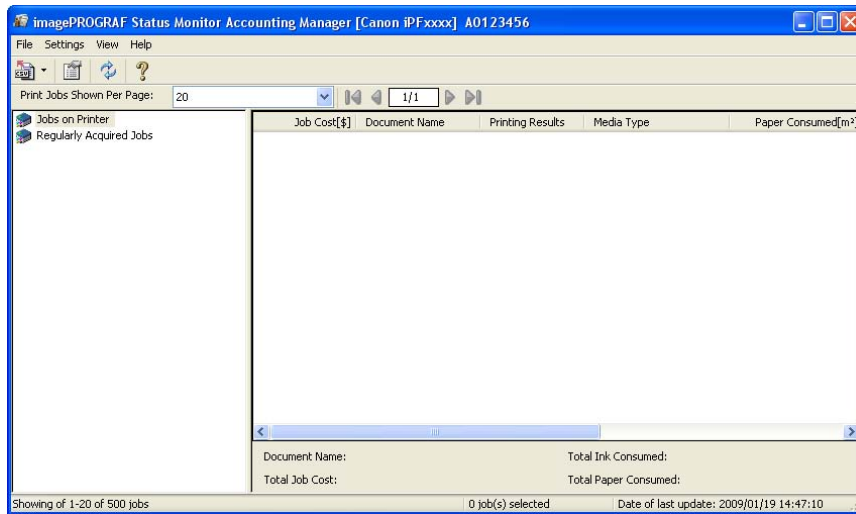 imagePROGRAF Status Monitor Accounting Manager [Canon iPFxxxx] A0123456
File Settings View Help
CSV
Print Jobs Shown Per Page: 20 1/1
Jobs on Printer
Regularly Acquired Jobs
Job Cost[$] Document Name Printing Results Media Type Paper Consumed[m²]
Document Name: Total Ink Consumed:
Total Job Cost: Total Paper Consumed:
Showing of 1-20 of 500 jobs 0 job(s) selected Date of last update: 2009/01/19 14:47:10